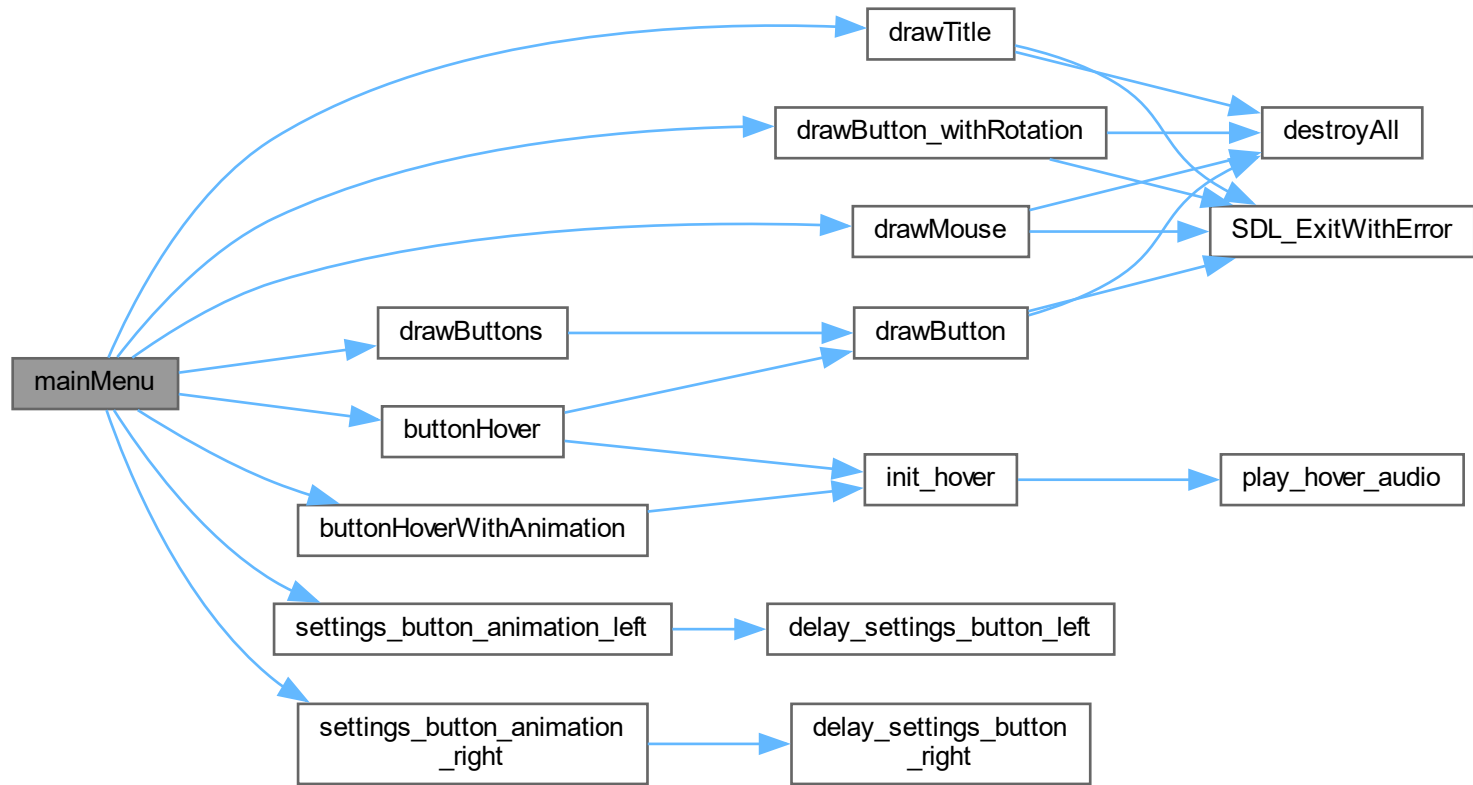 drawTitle
drawButton_withRotation
destroyAll
drawMouse
SDL_ExitWithError
drawButtons
drawButton
mainMenu
buttonHover
init_hover
play_hover_audio
buttonHoverWithAnimation
settings_button_animation_left
delay_settings_button_left
settings_button_animation
_right
delay_settings_button
_right